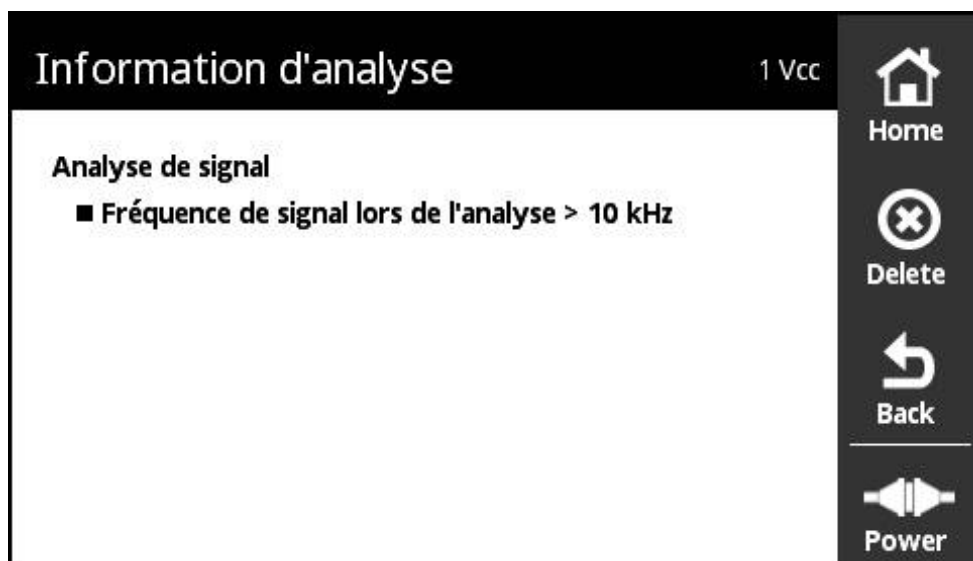 Information d'analyse
1 Vcc
Analyse de signal
■ Fréquence de signal lors de l'analyse > 10 kHz
Home
Delete
Back
Power